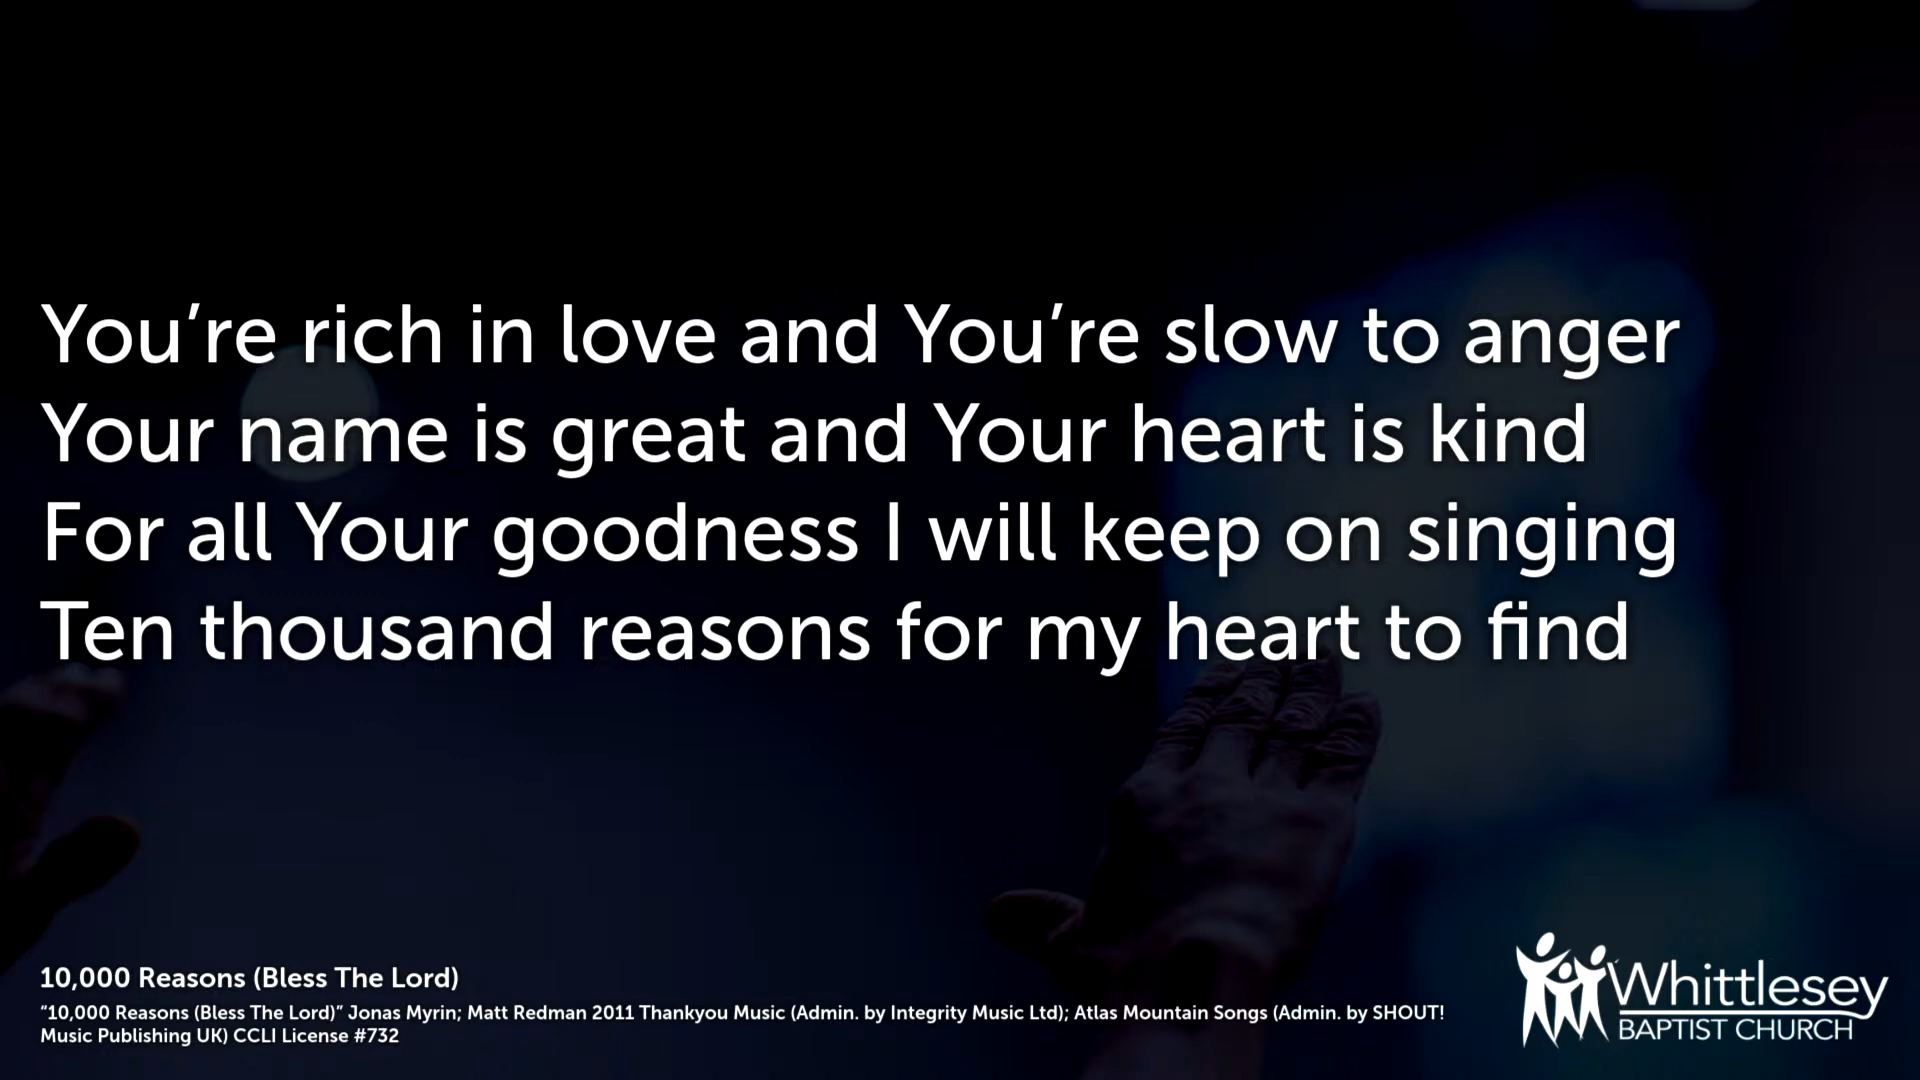 You’re rich in love and You’re slow to anger
Your name is great and Your heart is kind
For all Your goodness I will keep on singing
Ten thousand reasons for my heart to find
10,000 Reasons (Bless The Lord)
“10,000 Reasons (Bless The Lord)” Jonas Myrin; Matt Redman 2011 Thankyou Music (Admin. by Integrity Music Ltd); Atlas Mountain Songs (Admin. by SHOUT!
Music Publishing UK) CCLI License #732
Whittlesey
BAPTIST CHURCH